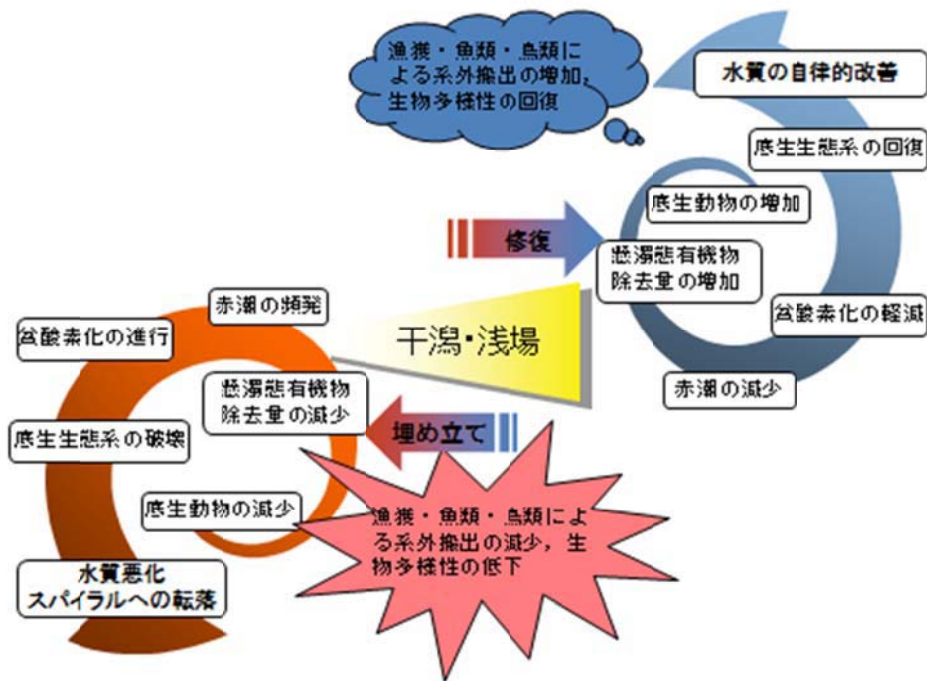 漁獲・魚類・鳥類に
よる系外搬出の増加,
生物多様性の回復
水質の自律的改善
底生生態系の回復
底生動物の増加
修復
懸濁態有機物
除去量の増加
貧酸素化の軽減
赤潮の減少
干潟・浅場
赤潮の頻発
貧酸素化の進行
懸濁態有機物
除去量の減少
埋め立て
底生生態系の破壊
底生動物の減少
漁獲・魚類・鳥類によ
る系外搬出の減少, 生
物多様性の低下
水質悪化
スパイラルへの転落